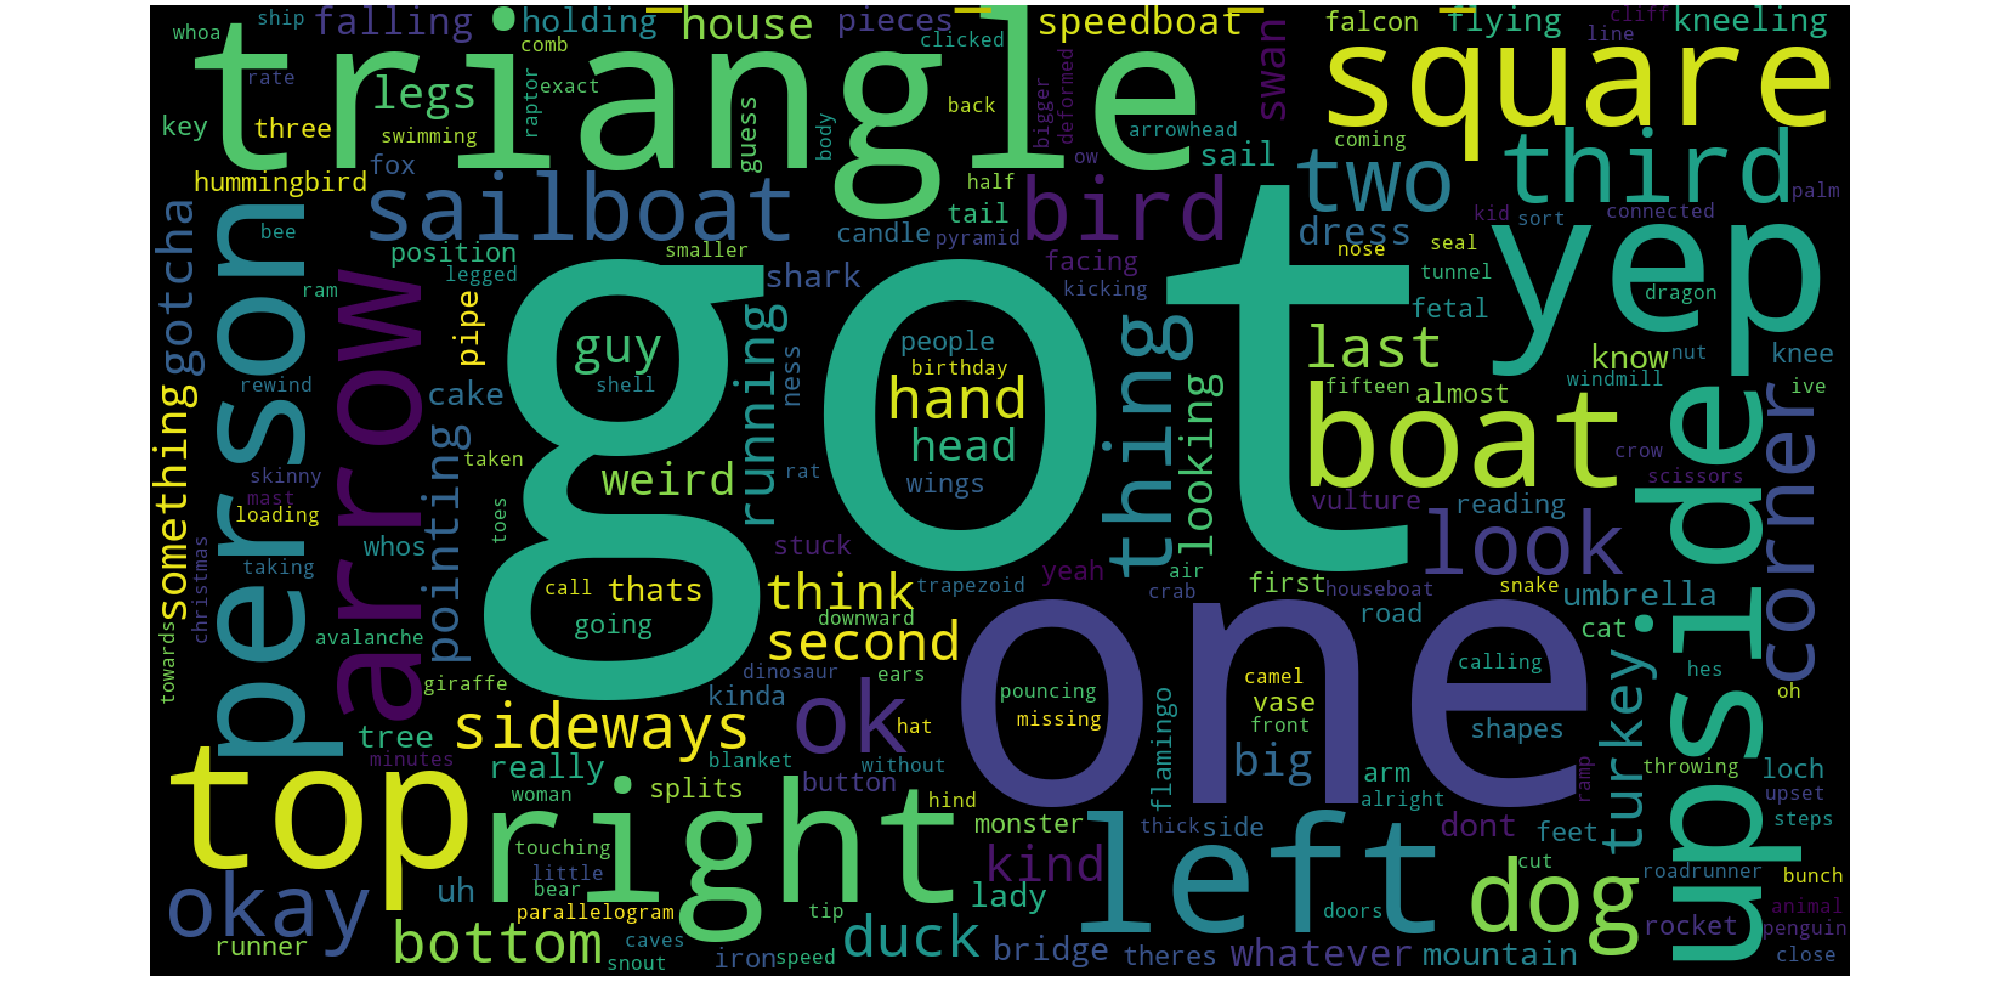 whoa
ship
falling
holding
house
pieces
speedboat
falcon
flying
cliff
kneeling
comb
clicked
line
triangle
square
swan
rate
legs
raptor
exact
back
bigger
deformed
key
three
swimming
guess
body
arrowhead
coming
fox
ow
sail
third
hummingbird
sailboat
half
bird
two
palm
gotcha
person
bee
tail
kid
sort
connected
candle
pyramid
dress
yep
position
smaller
nose
seal
legged
shark
facing
tunnel
ram
arrow
pipe
kicking
fetal
dragon
got
guy
running
people
thing
last
know
nut
knee
rewind
cake
shell
ness
birthday
hand
looking
fifteen
almost
windmill
ive
something
pointing
head
boat
upside
corner
skinny
taken
weird
rat
wings
crow
scissors
mast
loading
toes
vulture
reading
christmas
whos
stuck
look
taking
call
thats
think
trapezoid
yeah
air
crab
first
houseboat
snake
umbrella
towards
avalanche
going
second
downward
one
road
cat
giraffe
dinosaur
ears
kinda
pouncing
camel
calling
hes
oh
tree
sideways
ok
hat
missing
vase
front
shapes
turkey
minutes
really
blanket
without
flamingo
big
arm
ramp
throwing
loch
top
woman
splits
button
hind
alright
upset
right
touching
monster
left
thick
side
dont
feet
steps
okay
uh
little
bear
kind
lady
dog
cut
roadrunner
bunch
parallelogram
tip
doors
animal
runner
bottom
caves
snout
iron
speed
duck
bridge
theres
whatever
mountain
rocket
penguin
close